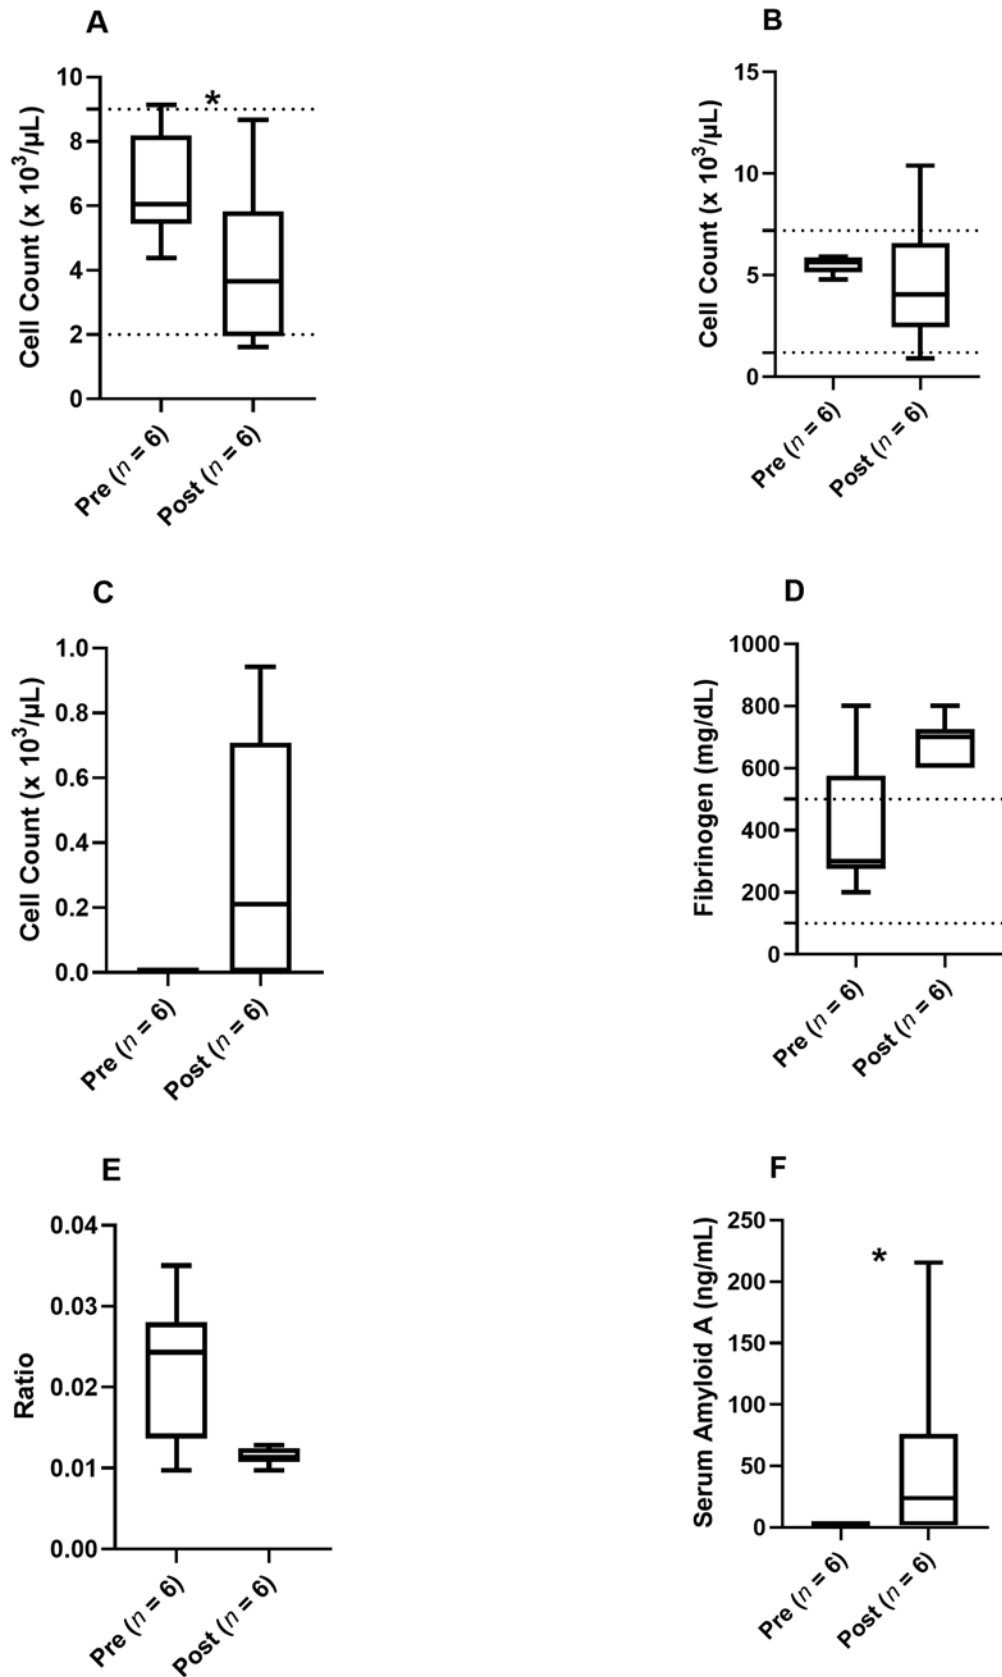 A
Cell Count (x 10³/µL)
10
8
6
4
2
0
*
Pre (n = 6)
Post (n = 6)
B
Cell Count (x 10³/µL)
15
10
5
0
Pre (n = 6)
Post (n = 6)
C
Cell Count (x 10³/µL)
1.0
0.8
0.6
0.4
0.2
0.0
Pre (n = 6)
Post (n = 6)
D
Fibrinogen (mg/dL)
1000
800
600
400
200
0
Pre (n = 6)
Post (n = 6)
E
Ratio
0.04
0.03
0.02
0.01
0.00
Pre (n = 6)
Post (n = 6)
F
Serum Amyloid A (ng/mL)
250
200
150
100
50
0
*
Pre (n = 6)
Post (n = 6)